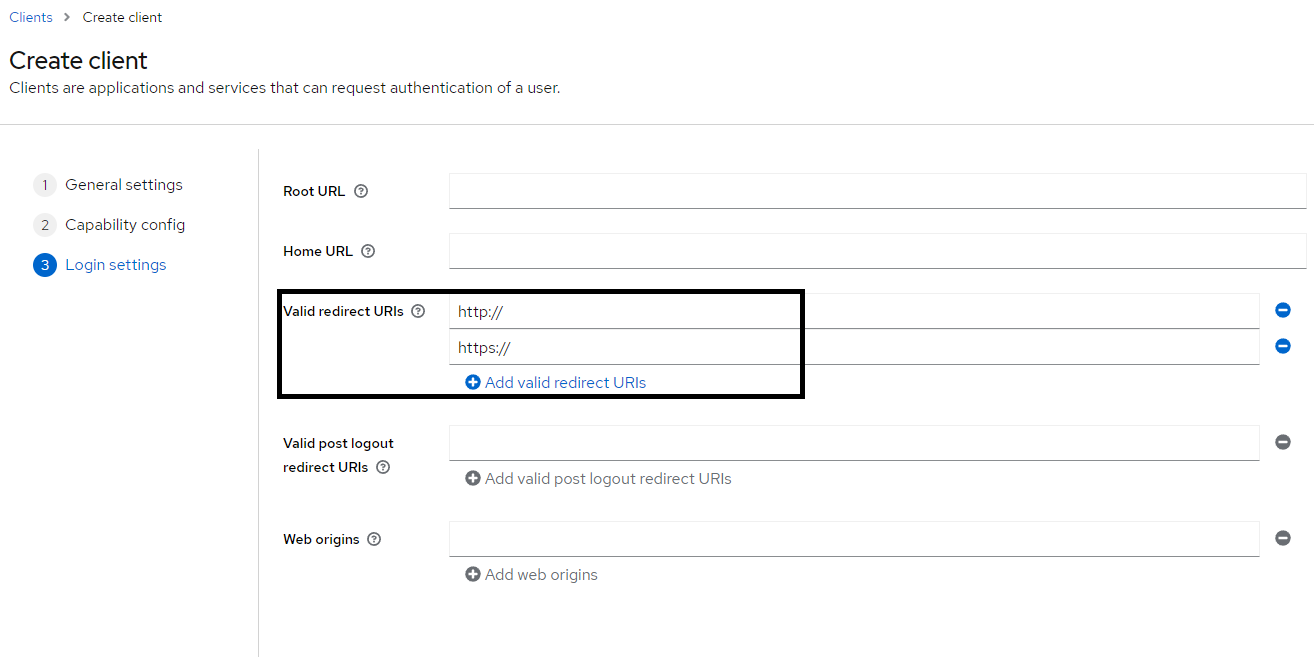 Clients > Create client
Create client
Clients are applications and services that can request authentication of a user.
1 General settings
2 Capability config
3 Login settings
Root URL ?
Home URL ?
Valid redirect URIs ? http://
https://
Add valid redirect URIs
Valid post logout
redirect URIs ?
Add valid post logout redirect URIs
Web origins ?
Add web origins